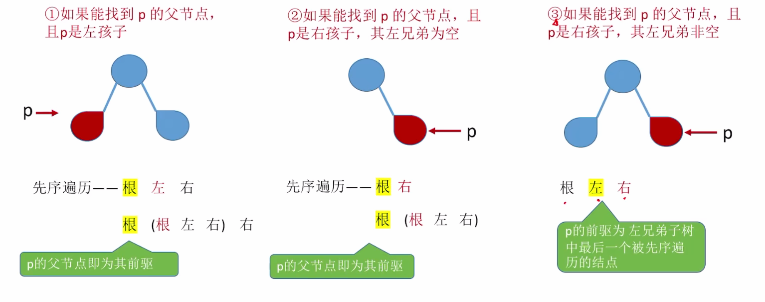 ①如果能找到 p 的父节点，
且p是左孩子
p
先序遍历——根 左 右
根 (根 左 右) 右
p的父节点即为其前驱
②如果能找到 p 的父节点，且
p是右孩子，其左兄弟为空
p
先序遍历——根 右
根 (根 左 右)
p的父节点即为其前驱
③如果能找到 p 的父节点，且
p是右孩子，其左兄弟非空
p
根 左 右
p的前驱为 左兄弟子树
中最后一个被先序遍
历的结点